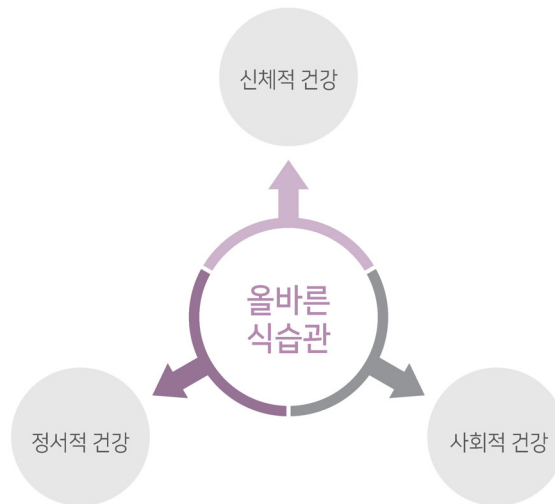 신체적 건강
올바른
식습관
정서적 건강
사회적 건강